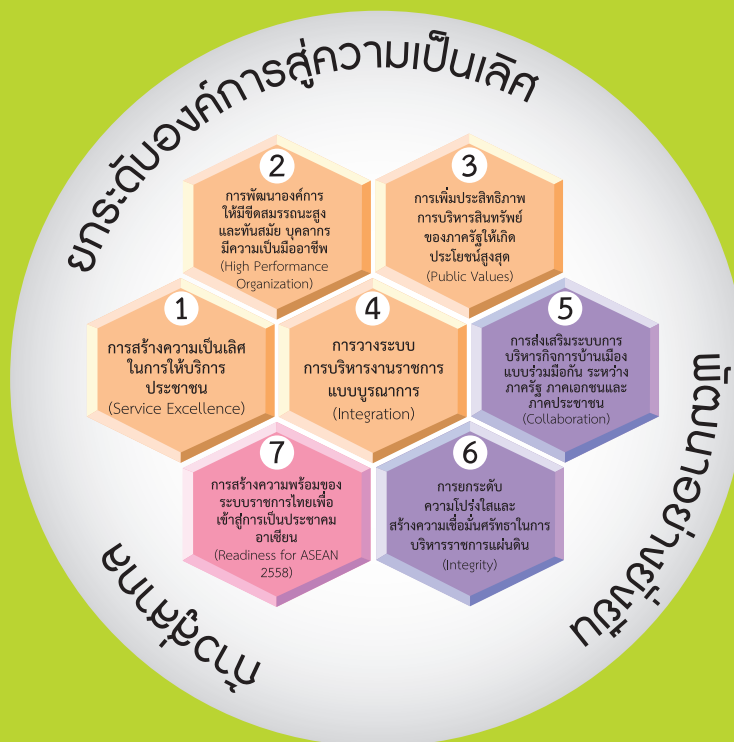 ยกระดับองค์การสู่ความเป็นเลิศ
2
การพัฒนาองค์การ
ให้มีขีดสมรรถนะสูง
และทันสมัย บุคลากร
มีความเป็นมืออาชีพ
(High Performance
Organization)
3
การเพิ่มประสิทธิภาพ
การบริหารสินทรัพย์
ของภาครัฐให้เกิด
ประโยชน์สูงสุด
(Public Values)
1
การสร้างความเป็นเลิศ
ในการให้บริการ
ประชาชน
(Service Excellence)
4
การวางระบบ
การบริหารงานราชการ
แบบบูรณาการ
(Integration)
5
การส่งเสริมระบบการ
บริหารกิจการบ้านเมือง
แบบร่วมมือกัน ระหว่าง
ภาครัฐ ภาคเอกชนและ
ภาคประชาชน
(Collaboration)
7
การสร้างความพร้อมของ
ระบบราชการไทยเพื่อ
เข้าสู่การเป็นประชาคม
อาเซียน
(Readiness for ASEAN
2558)
6
การยกระดับ
ความโปร่งใสและ
สร้างความเชื่อมั่นศรัทธาในการ
บริหารราชการแผ่นดิน
(Integrity)
พัฒนาอย่างยั่งยืน
ก้าวสู่สากล